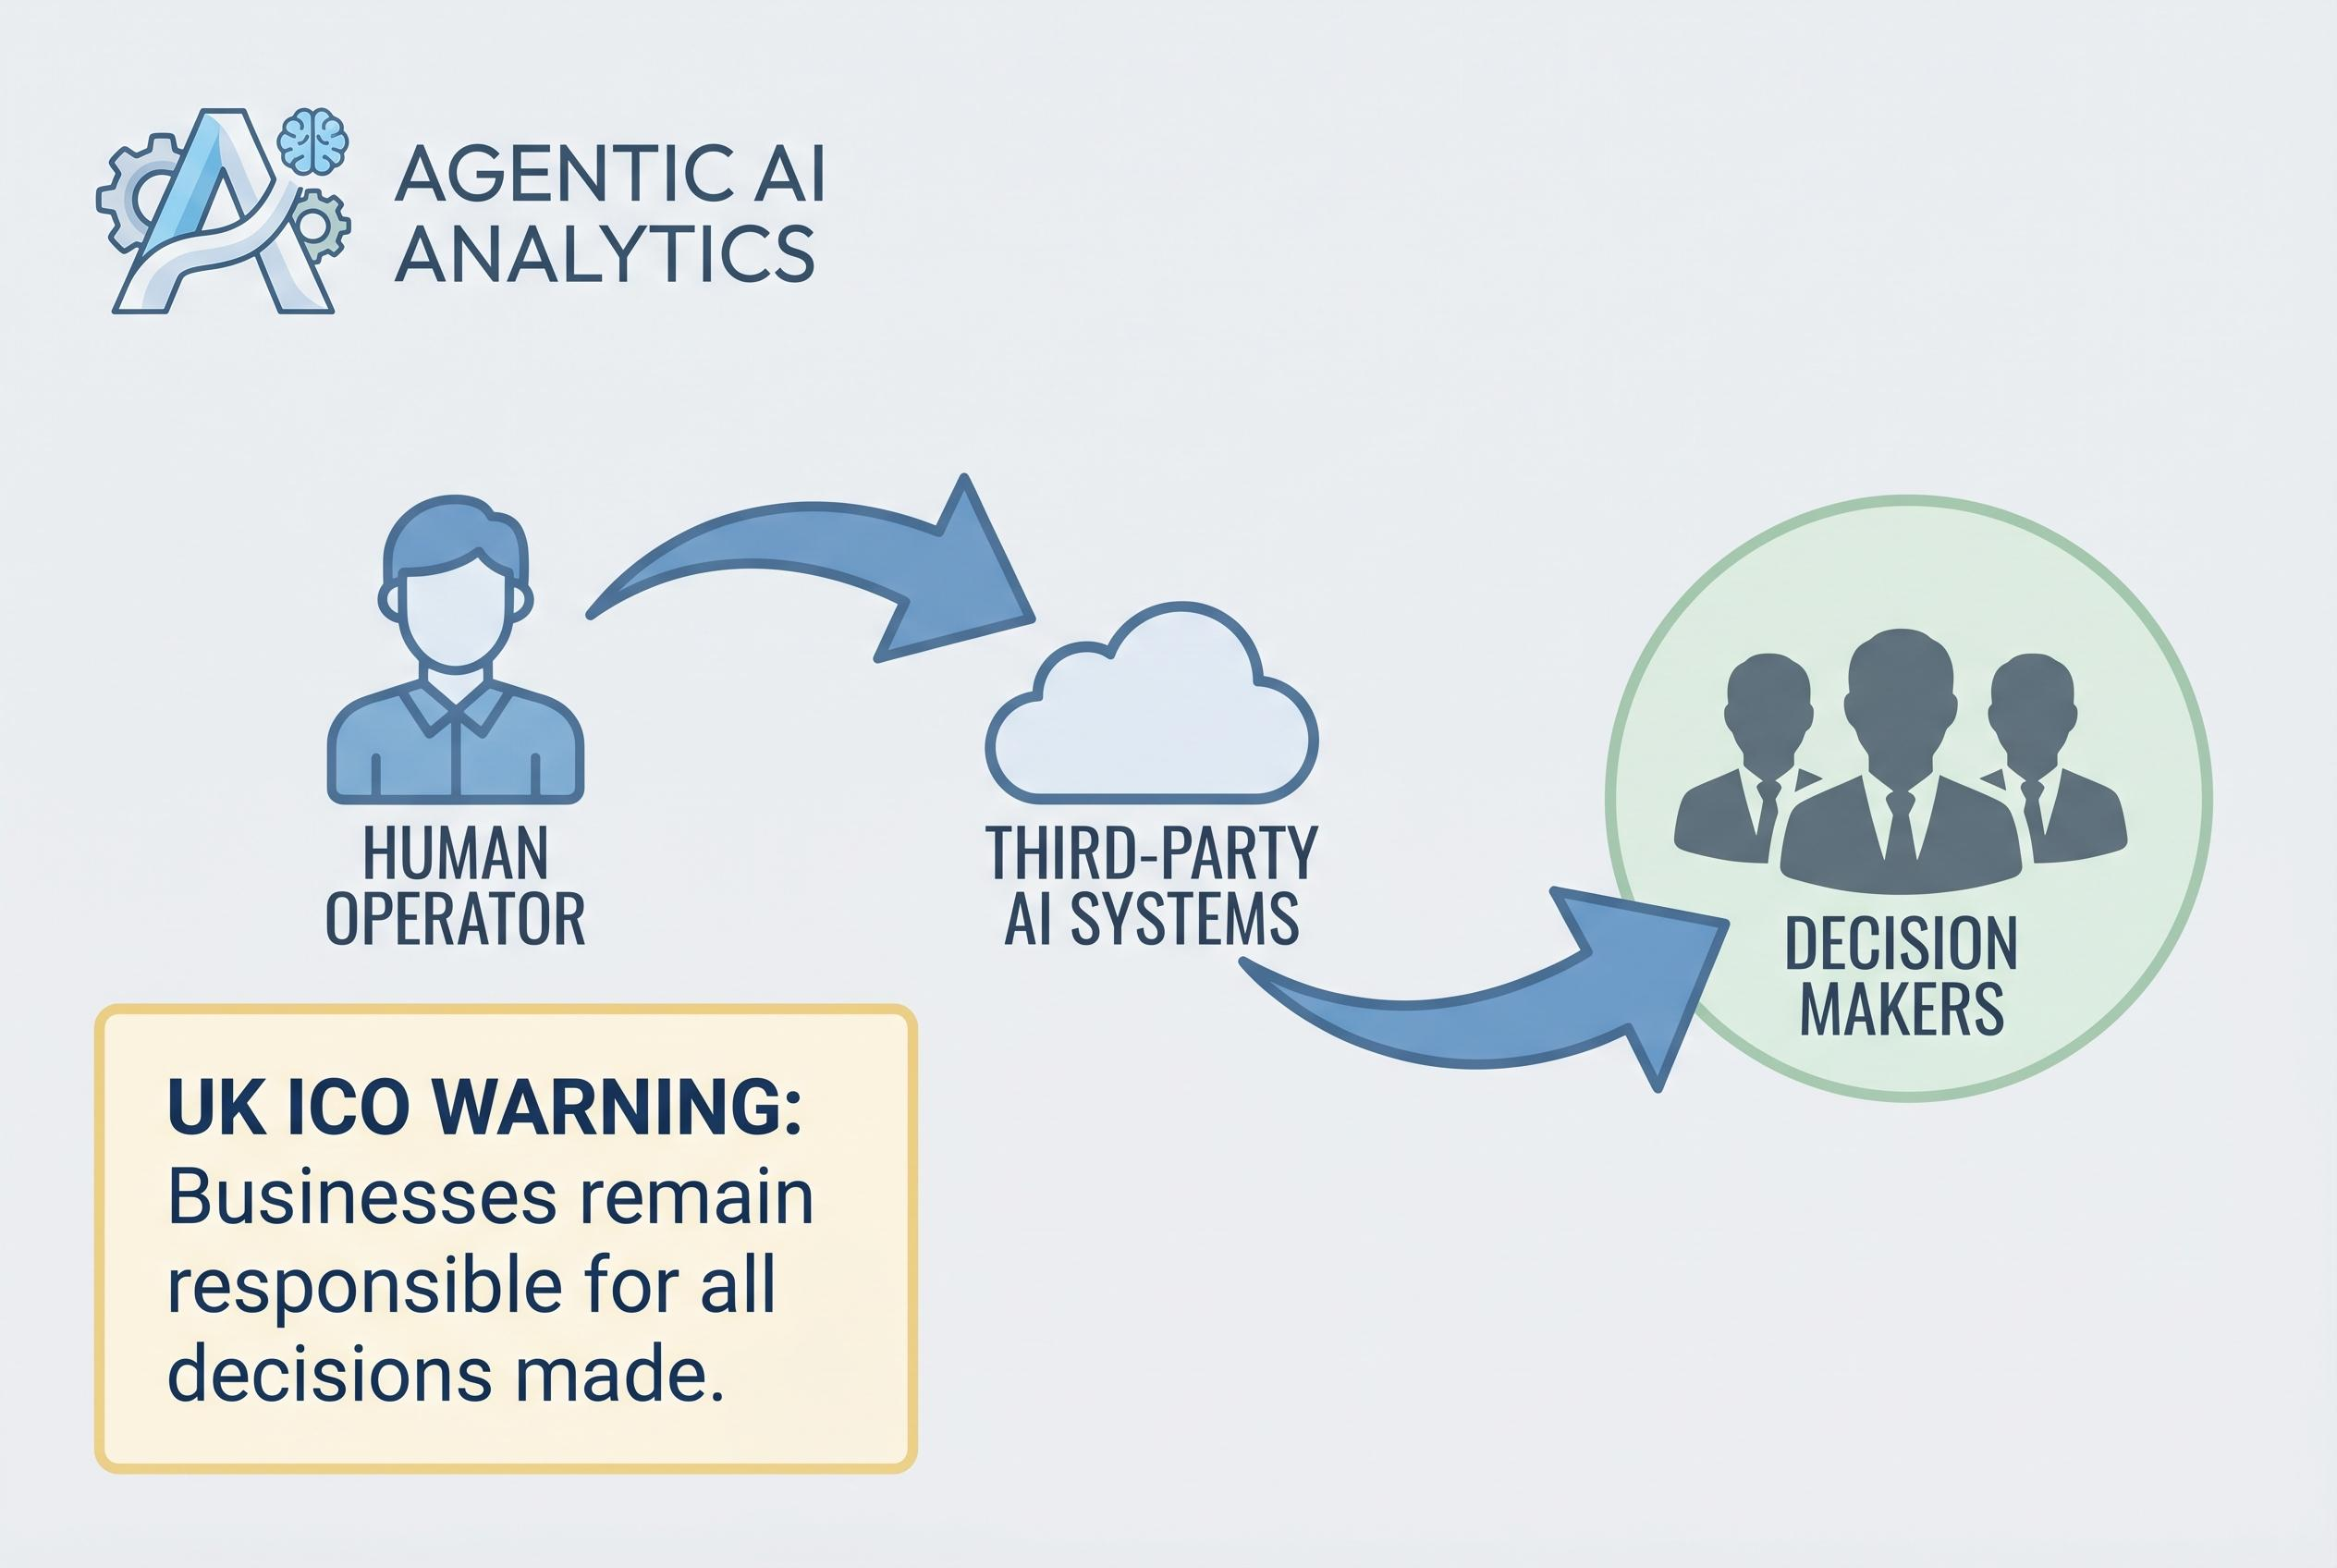 AGENTIC AI
ANALYTICS
HUMAN
OPERATOR
THIRD-PARTY
AI SYSTEMS
DECISION
MAKERS
UK ICO WARNING:
Businesses remain
responsible for all
decisions made.